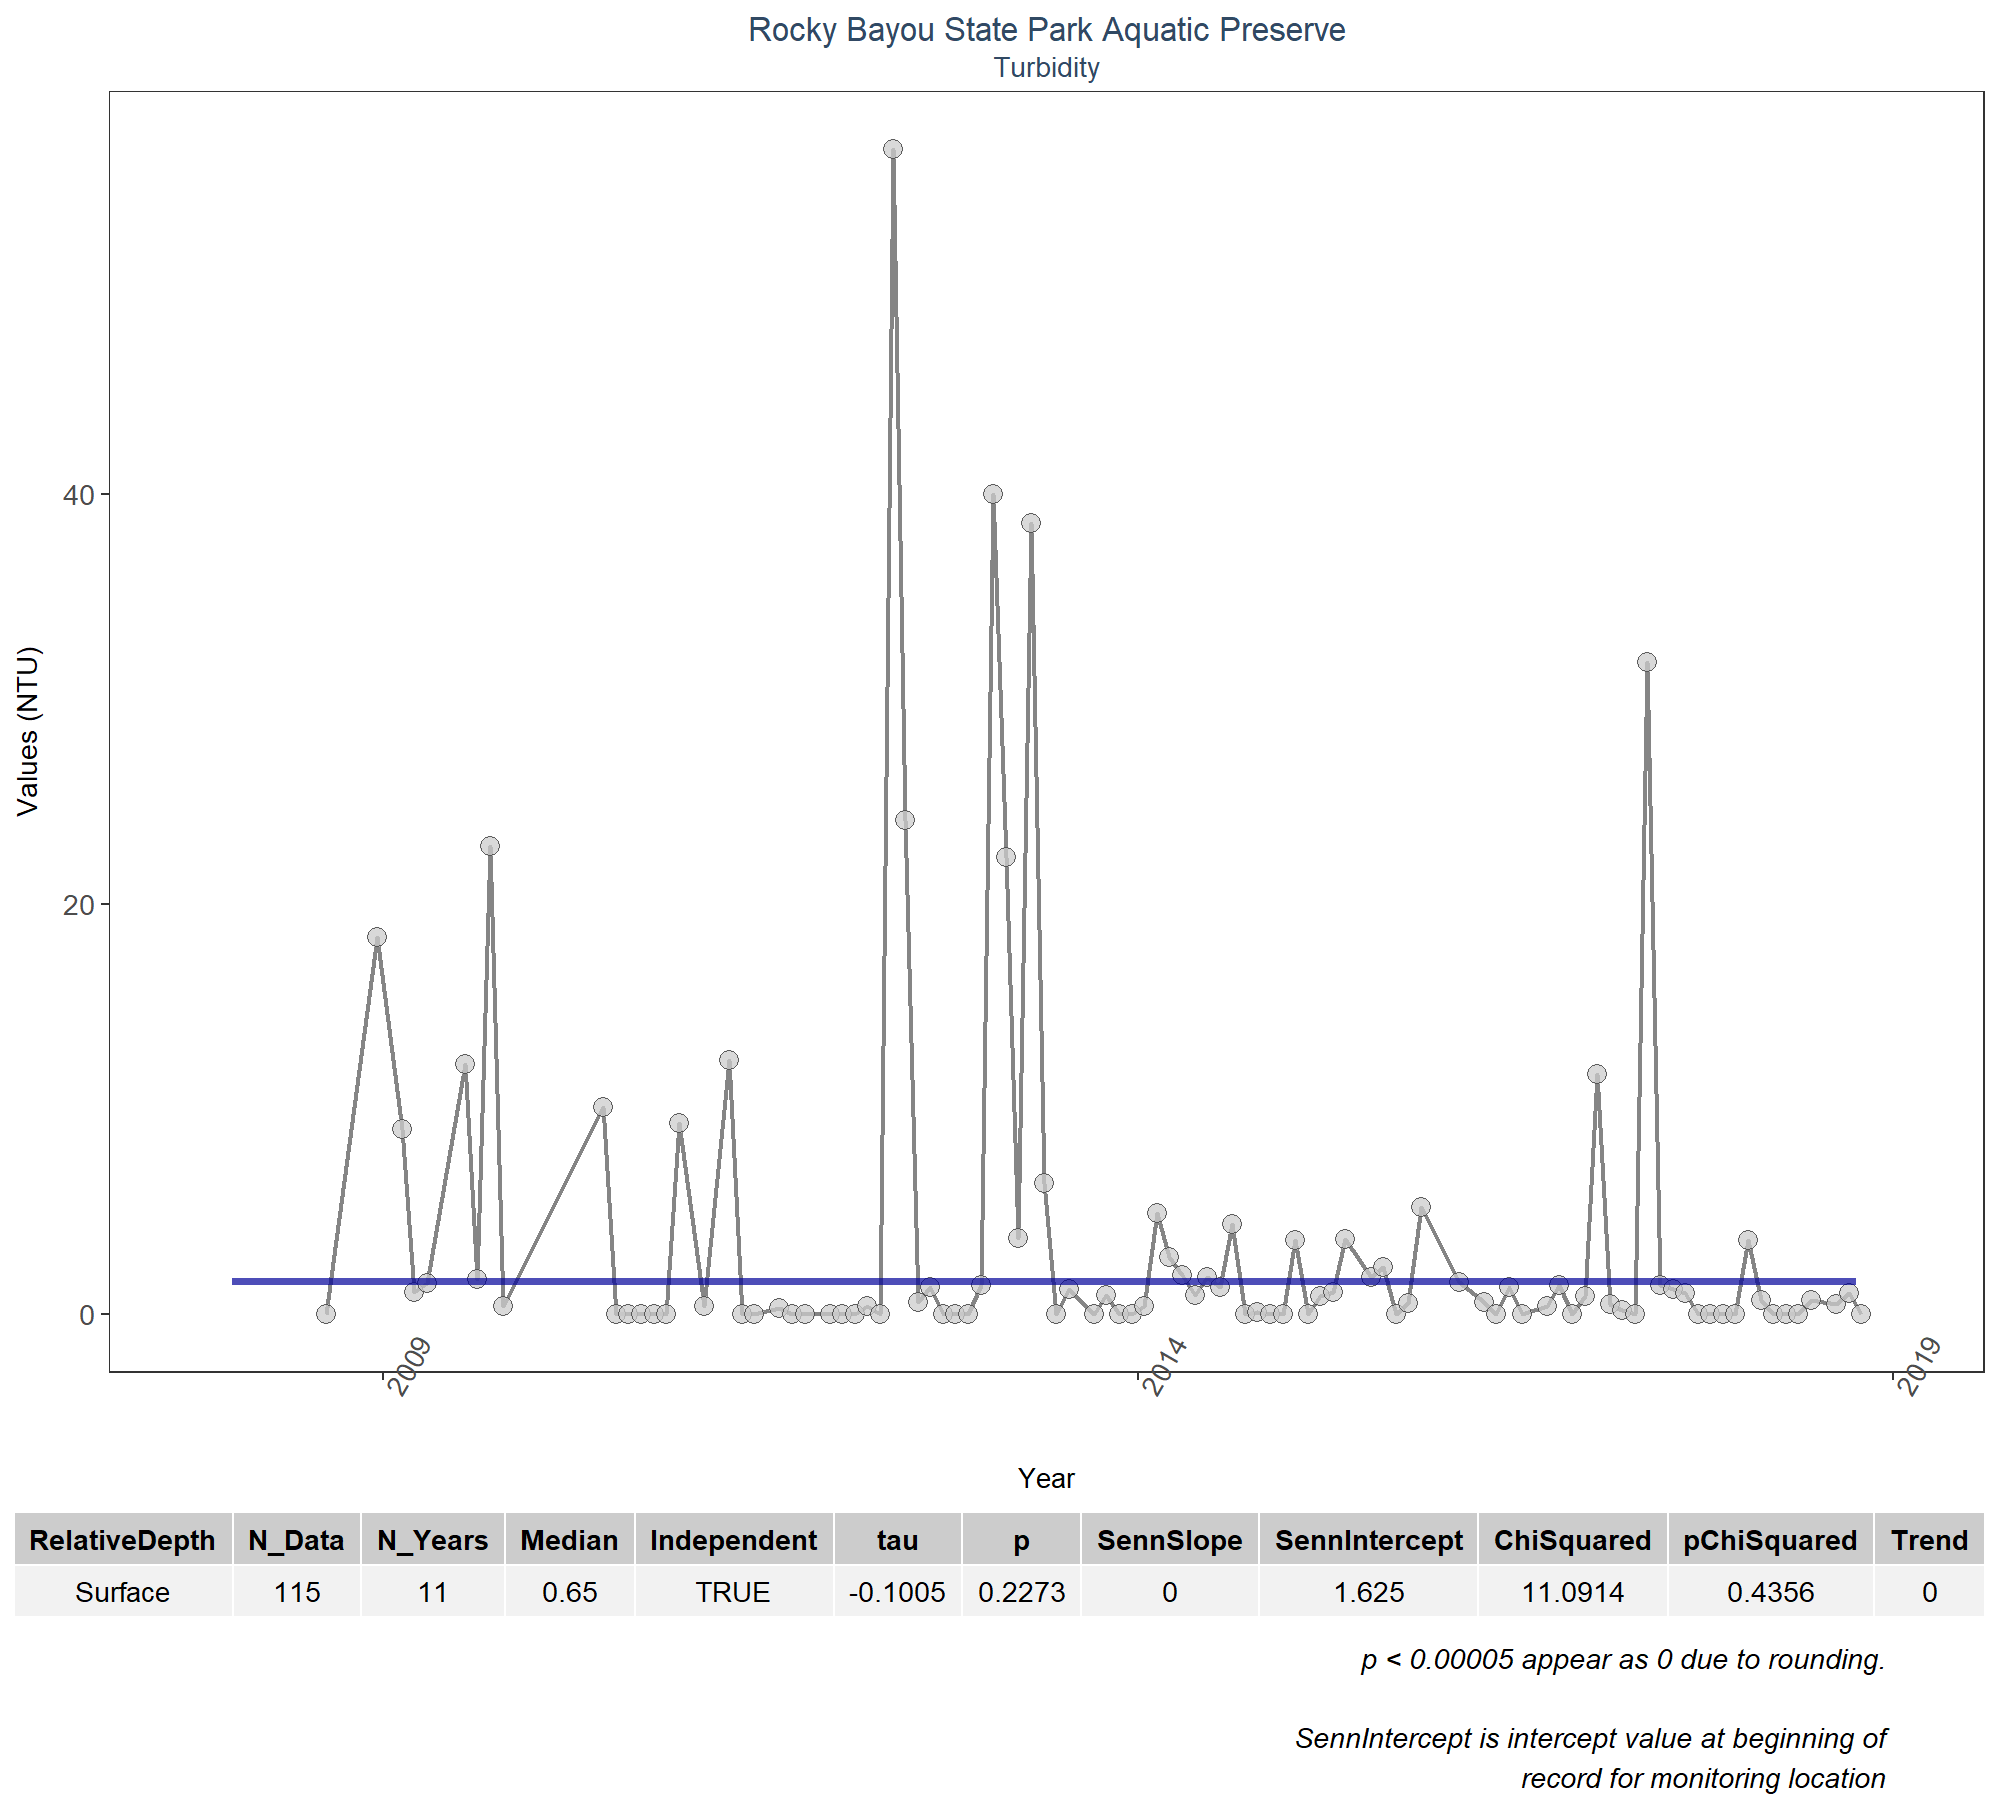 Rocky Bayou State Park Aquatic Preserve
Turbidity
Values (NTU)
40
20
0
2009
2014
2019
Year
RelativeDepth N_Data N_Years Median Independent tau p SennSlope SennIntercept ChiSquared pChiSquared Trend
Surface 115 11 0.65 TRUE -0.1005 0.2273 0 1.625 11.0914 0.4356 0
p < 0.00005 appear as 0 due to rounding.
SennIntercept is intercept value at beginning of
record for monitoring location